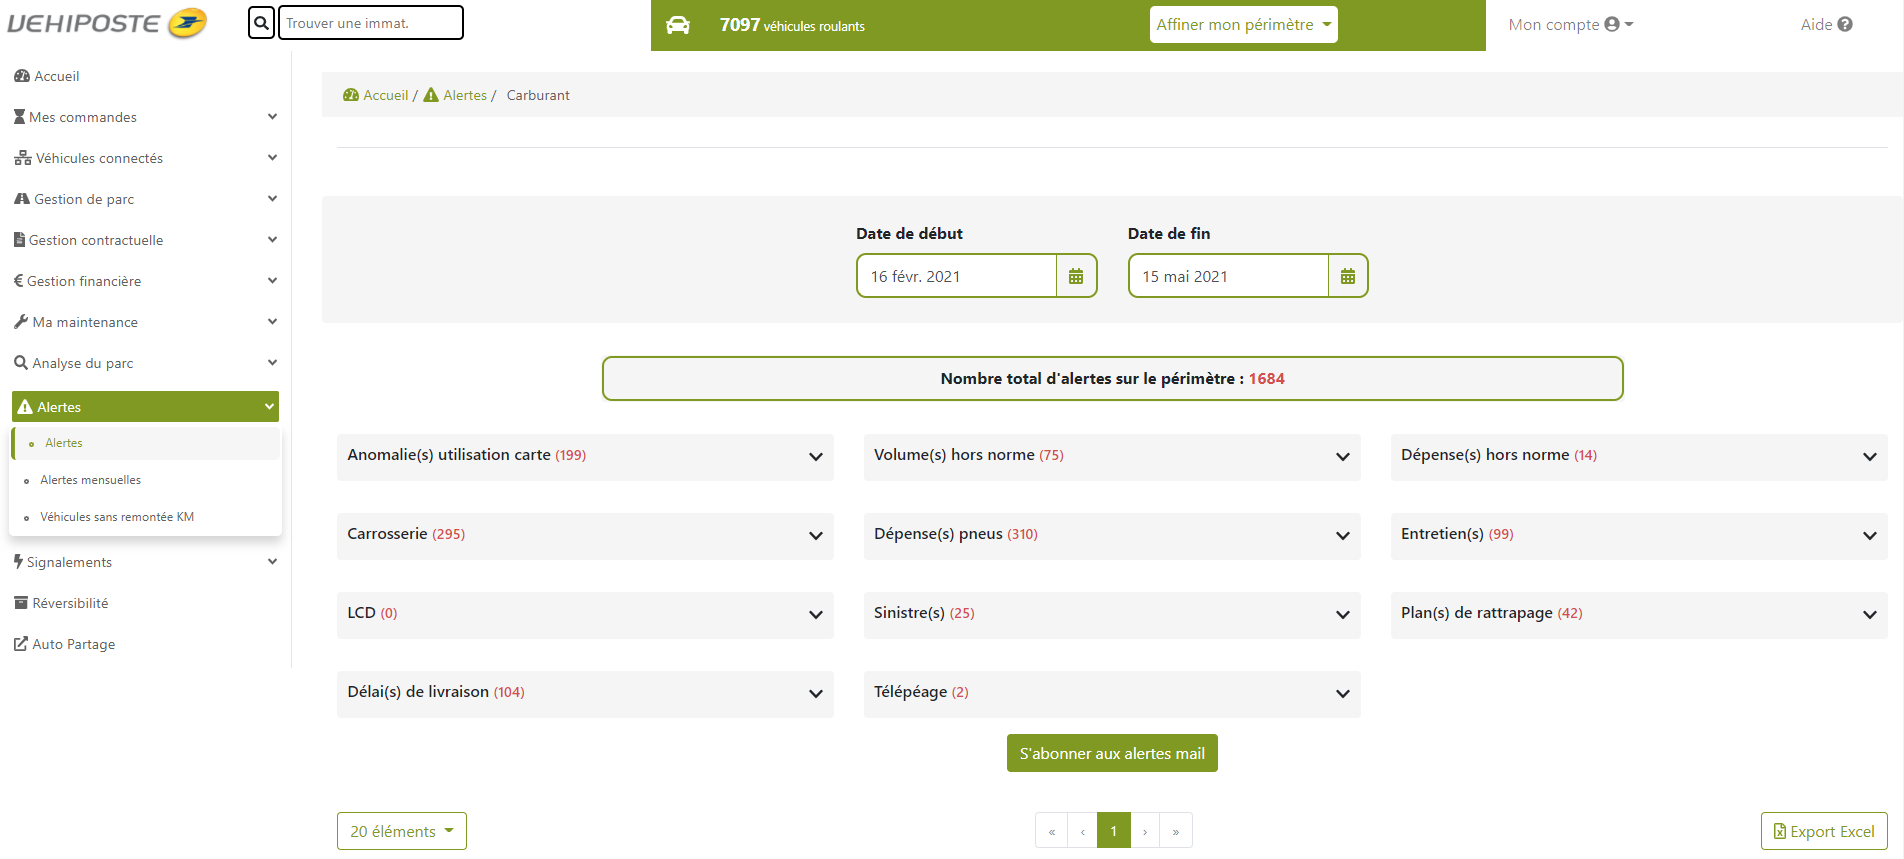 VEHIPOSTE
Trouver une immat.
7097 véhicules roulants
Affiner mon périmètre
Mon compte
Aide
Accueil
Mes commandes
Véhicules connectés
Gestion de parc
Gestion contractuelle
Gestion financière
Ma maintenance
Analyse du parc
Alertes
Alertes
Alertes mensuelles
Véhicules sans remontée KM
Signalements
Réversibilité
Auto Partage
Accueil / Alertes / Carburant
Date de début
Date de fin
16 févr. 2021
15 mai 2021
Nombre total d'alertes sur le périmètre : 1684
Anomalie(s) utilisation carte (199)
Volume(s) hors norme (75)
Dépense(s) hors norme (14)
Carrosserie (295)
Dépense(s) pneus (310)
Entretien(s) (99)
LCD (0)
Sinistre(s) (25)
Plan(s) de rattrapage (42)
Délai(s) de livraison (104)
Télépéage (2)
S'abonner aux alertes mail
20 éléments
« ‹ 1 › »
Export Excel